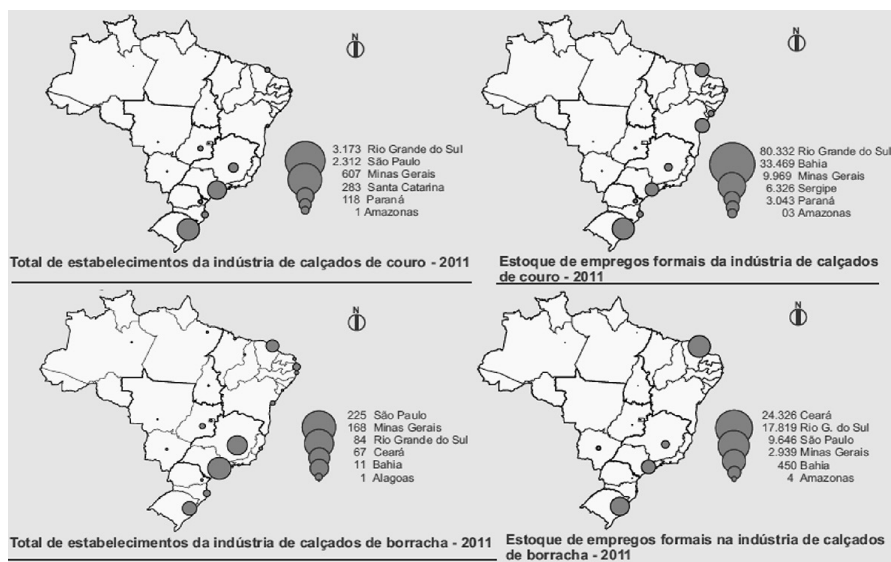 N
3.173 Rio Grande do Sul
2.312 São Paulo
607 Minas Gerais
283 Santa Catarina
118 Paraná
1 Amazonas
Total de estabelecimentos da indústria de calçados de couro - 2011
N
80.332 Rio Grande do Sul
33.469 Bahia
9.969 Minas Gerais
6.326 Sergipe
3.043 Paraná
03 Amazonas
Estoque de empregos formais da indústria de calçados
de couro - 2011
N
225 São Paulo
168 Minas Gerais
84 Rio Grande do Sul
67 Ceará
11 Bahia
1 Alagoas
Total de estabelecimentos da indústria de calçados de borracha - 2011
N
24.326 Ceará
17.819 Rio G. do Sul
9.646 São Paulo
2.939 Minas Gerais
450 Bahia
4 Amazonas
Estoque de empregos formais na indústria de calçados
de borracha - 2011